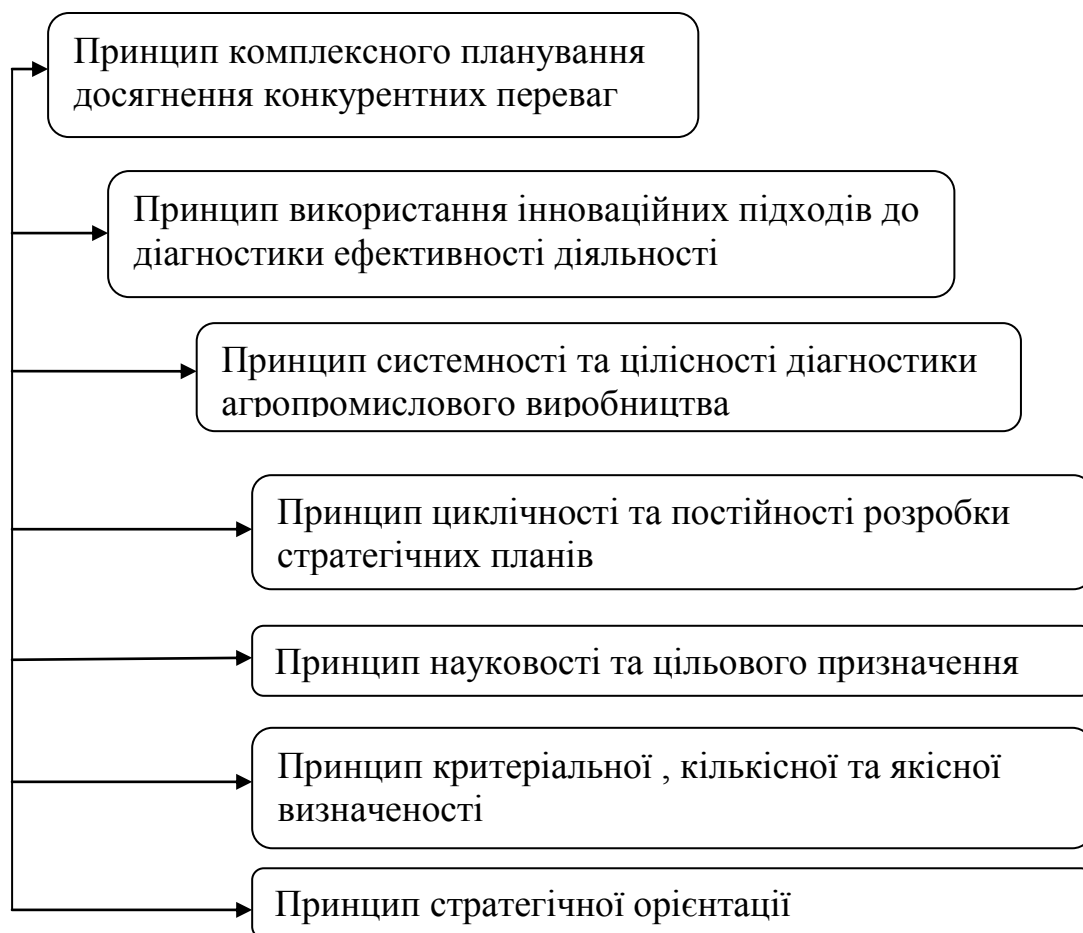 Принцип комплексного планування
досягнення конкурентних переваг
Принцип використання інноваційних підходів до
діагностики ефективності діяльності
Принцип системності та цілісності діагностики
агропромислового виробництва
Принцип циклічності та постійності розробки
стратегічних планів
Принцип науковості та цільового призначення
Принцип критеріальної , кількісної та якісної
визначеності
Принцип стратегічної орієнтації